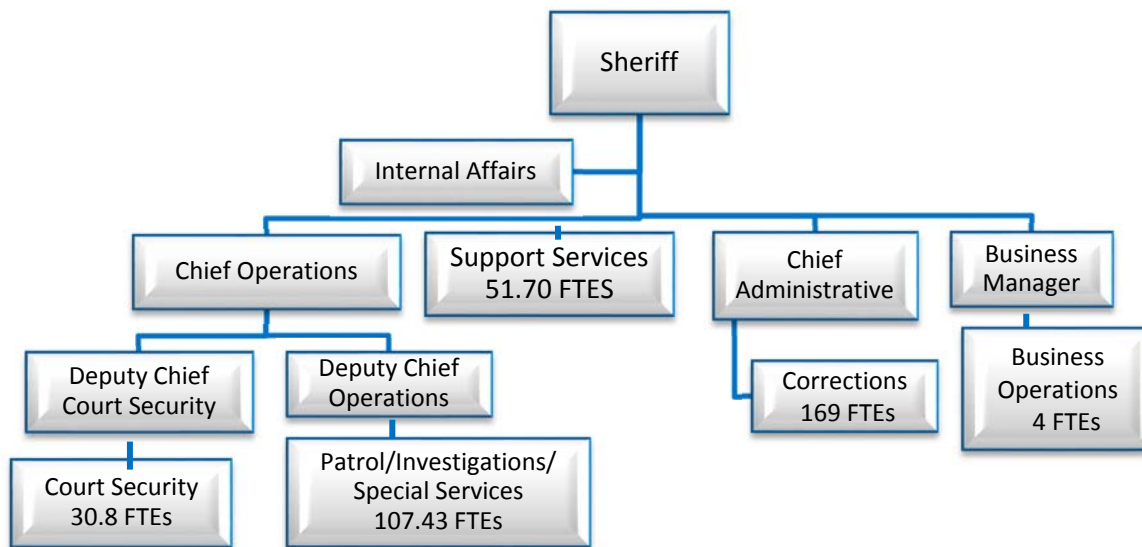 Sheriff
Internal Affairs
Chief Operations
Support Services
51.70 FTES
Chief
Administrative
Business
Manager
Deputy Chief
Court Security
Deputy Chief
Operations
Corrections
169 FTEs
Business
Operations
4 FTEs
Court Security
30.8 FTEs
Patrol/Investigations/
Special Services
107.43 FTEs